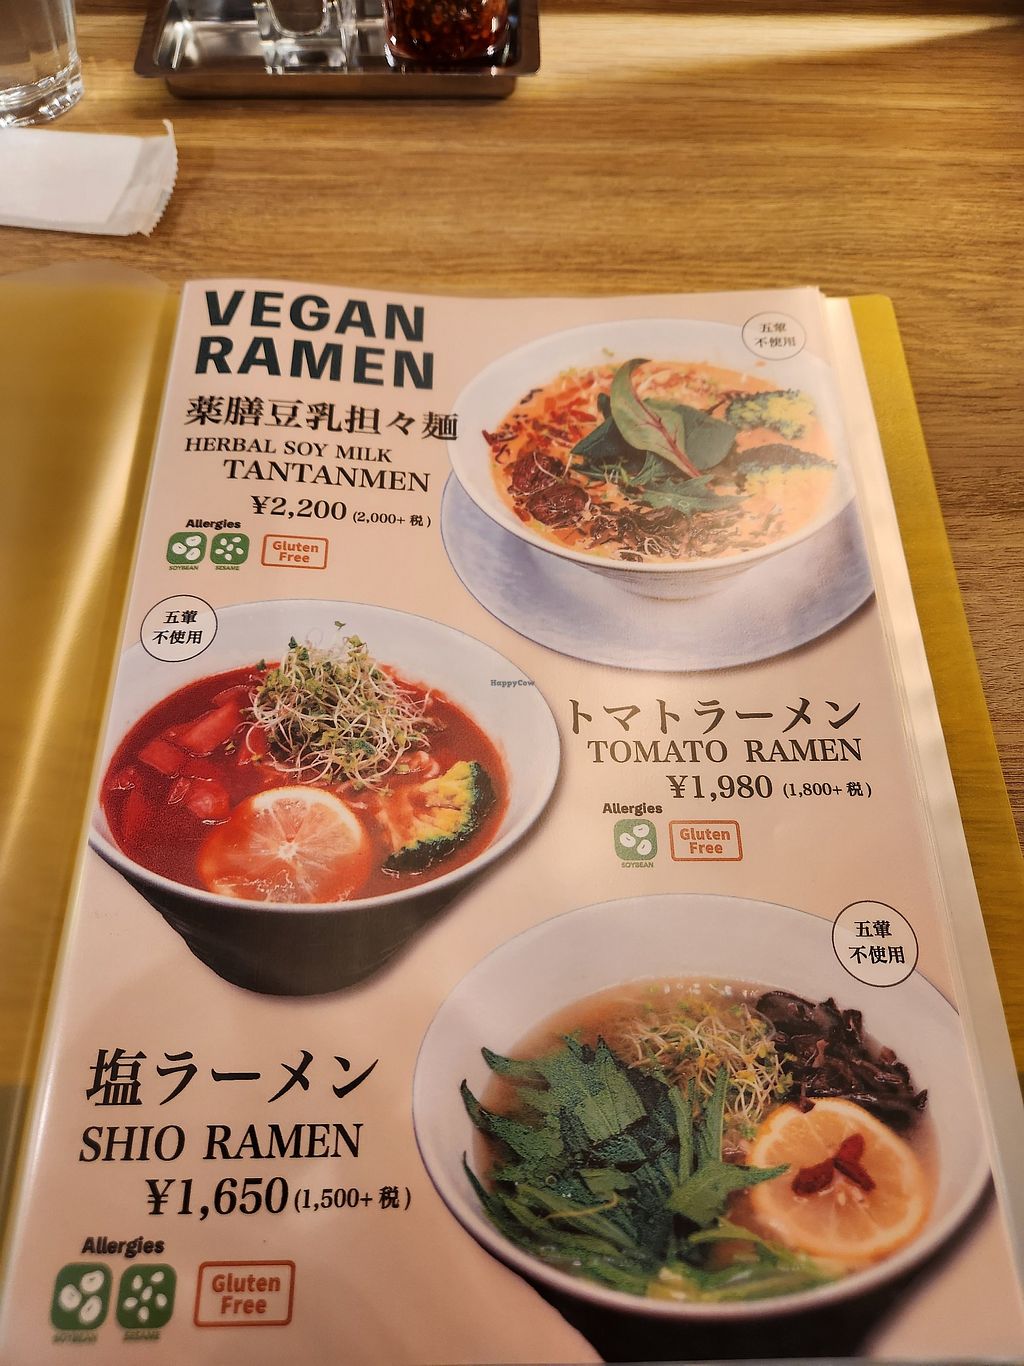 VEGAN
RAMEN
五葷
不使用
薬膳豆乳担々麺
HERBAL SOY MILK
TANTANMEN
¥2,200 (2,000+ 税)
Allergies
SOYBEAN SESAME
Gluten
Free
五葷
不使用
HappyCow
トマトラーメン
TOMATO RAMEN
¥1,980 (1,800+ 税)
Allergies
SOYBEAN
Gluten
Free
五葷
不使用
塩ラーメン
SHIO RAMEN
¥1,650 (1,500+ 税)
Allergies
SOYBEAN SESAME
Gluten
Free